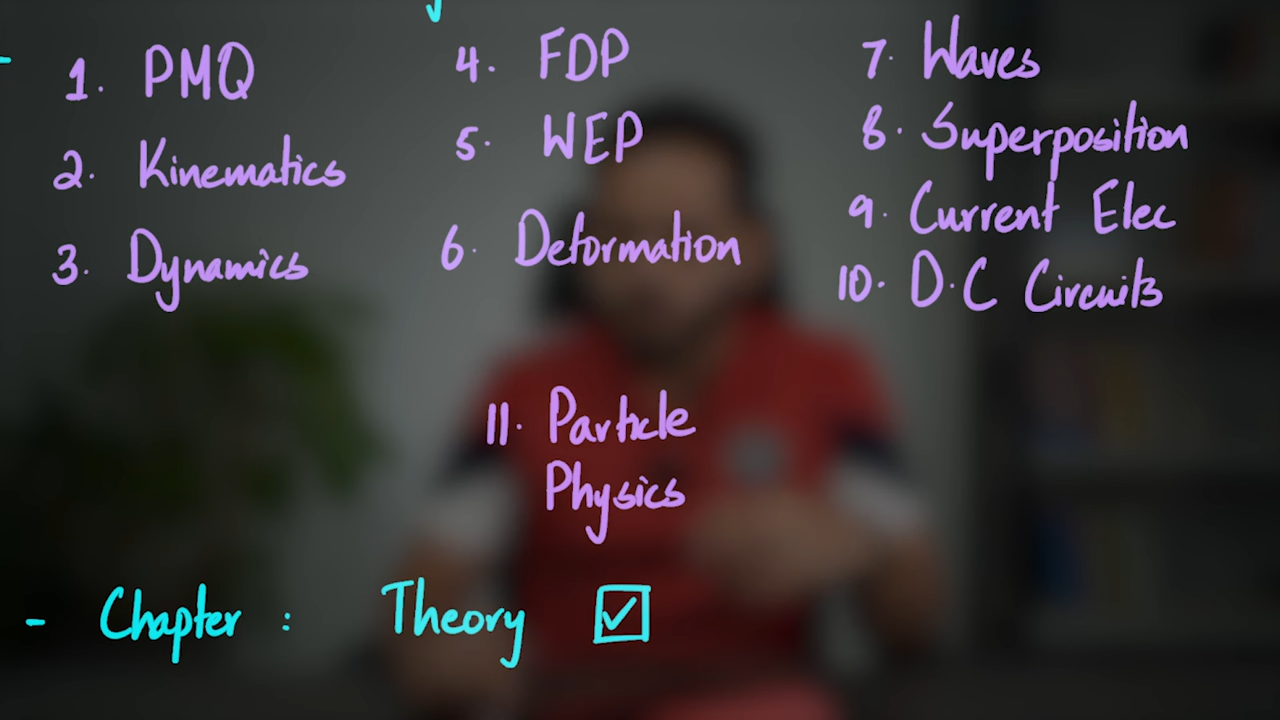 1. PMQ
2. Kinematics
3. Dynamics
4. FDP
5. WEP
6. Deformation
7. Waves
8. Superposition
9. Current Elec
10. D.C Circuits
11. Particle
Physics
- Chapter : Theory ☑